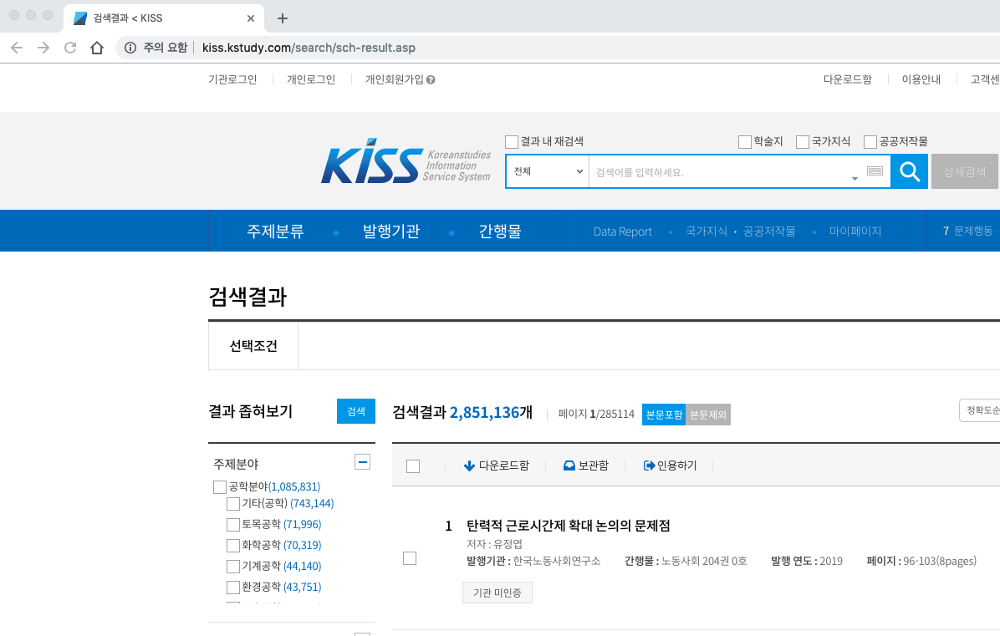 검색결과 < KISS
주의 요함 kiss.kstudy.com/search/sch-result.asp
기관로그인 개인로그인 개인회원가입 다운로드함 이용안내 고객센
결과 내 재검색 학술지 국가지식 공공저작물
KISS Koreanstudies Information Service System
전체 검색어를 입력하세요. 상세검색
주제분류 발행기관 간행물 Data Report 국가지식 · 공공저작물 마이페이지 7 문제행동
검색결과
선택조건
결과 좁혀보기 검색 검색결과 2,851,136개 페이지 1/285114 본문포함 본문제외 정확도순
주제분야 다운로드함 보관함 인용하기
공학분야(1,085,831)
기타(공학) (743,144)
토목공학 (71,996)
화학공학 (70,319)
기계공학 (44,140)
환경공학 (43,751)
1 탄력적 근로시간제 확대 논의의 문제점
저자 : 유정엽
발행기관 : 한국노동사회연구소 간행물 : 노동사회 204권 0호 발행 연도 : 2019 페이지 : 96-103(8pages)
기관 미인증